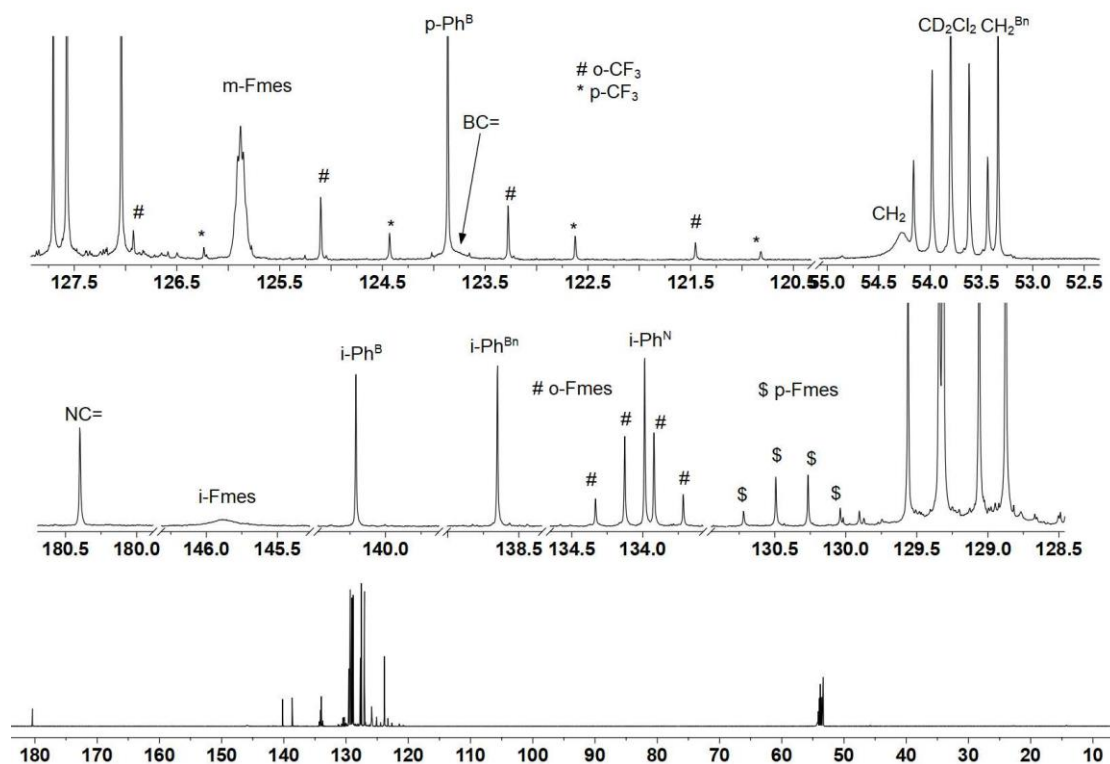 p-Ph^B
CD₂Cl₂ CH₂^Bn
# o-CF₃
* p-CF₃
m-Fmes
BC=
# * # * # * # *
CH₂
127.5 126.5 125.5 124.5 123.5 122.5 121.5 120.5 55.0 54.5 54.0 53.5 53.0 52.5
i-Ph^B i-Ph^Bn i-Ph^N
# o-Fmes $ p-Fmes
NC=
i-Fmes
# # # # $ $ $ $
180.5 180.0 146.0 145.5 140.0 138.5 134.5 134.0 130.5 130.0 129.5 129.0 128.5
180 170 160 150 140 130 120 110 100 90 80 70 60 50 40 30 20 10